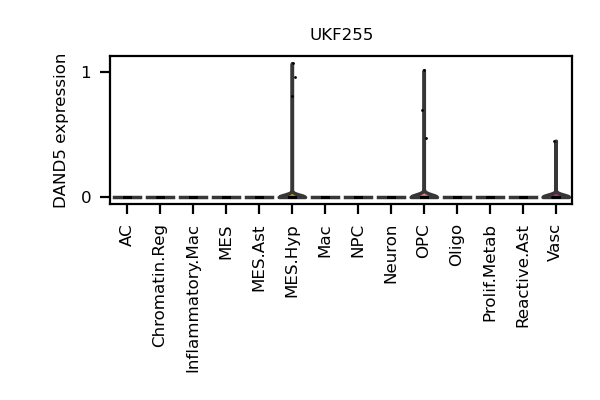 UKF255
DAND5 expression
1
0
AC
Chromatin.Reg
Inflammatory.Mac
MES
MES.Ast
MES.Hyp
Mac
NPC
Neuron
OPC
Oligo
Prolif.Metab
Reactive.Ast
Vasc